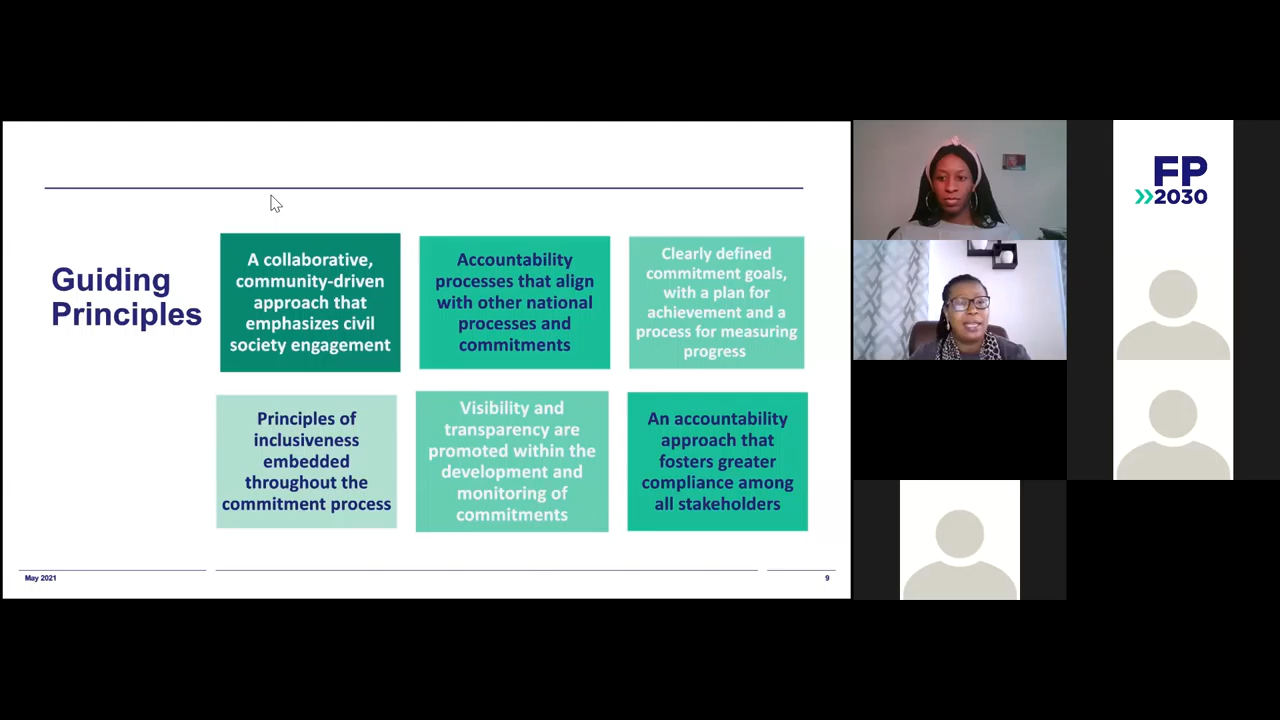 Guiding
Principles
A collaborative,
community-driven
approach that
emphasizes civil
society engagement
Accountability
processes that align
with other national
processes and
commitments
Clearly defined
commitment goals,
with a plan for
achievement and a
process for measuring
progress
Principles of
inclusiveness
embedded
throughout the
commitment process
Visibility and
transparency are
promoted within the
development and
monitoring of
commitments
An accountability
approach that
fosters greater
compliance among
all stakeholders
May 2021
9
FP
2030